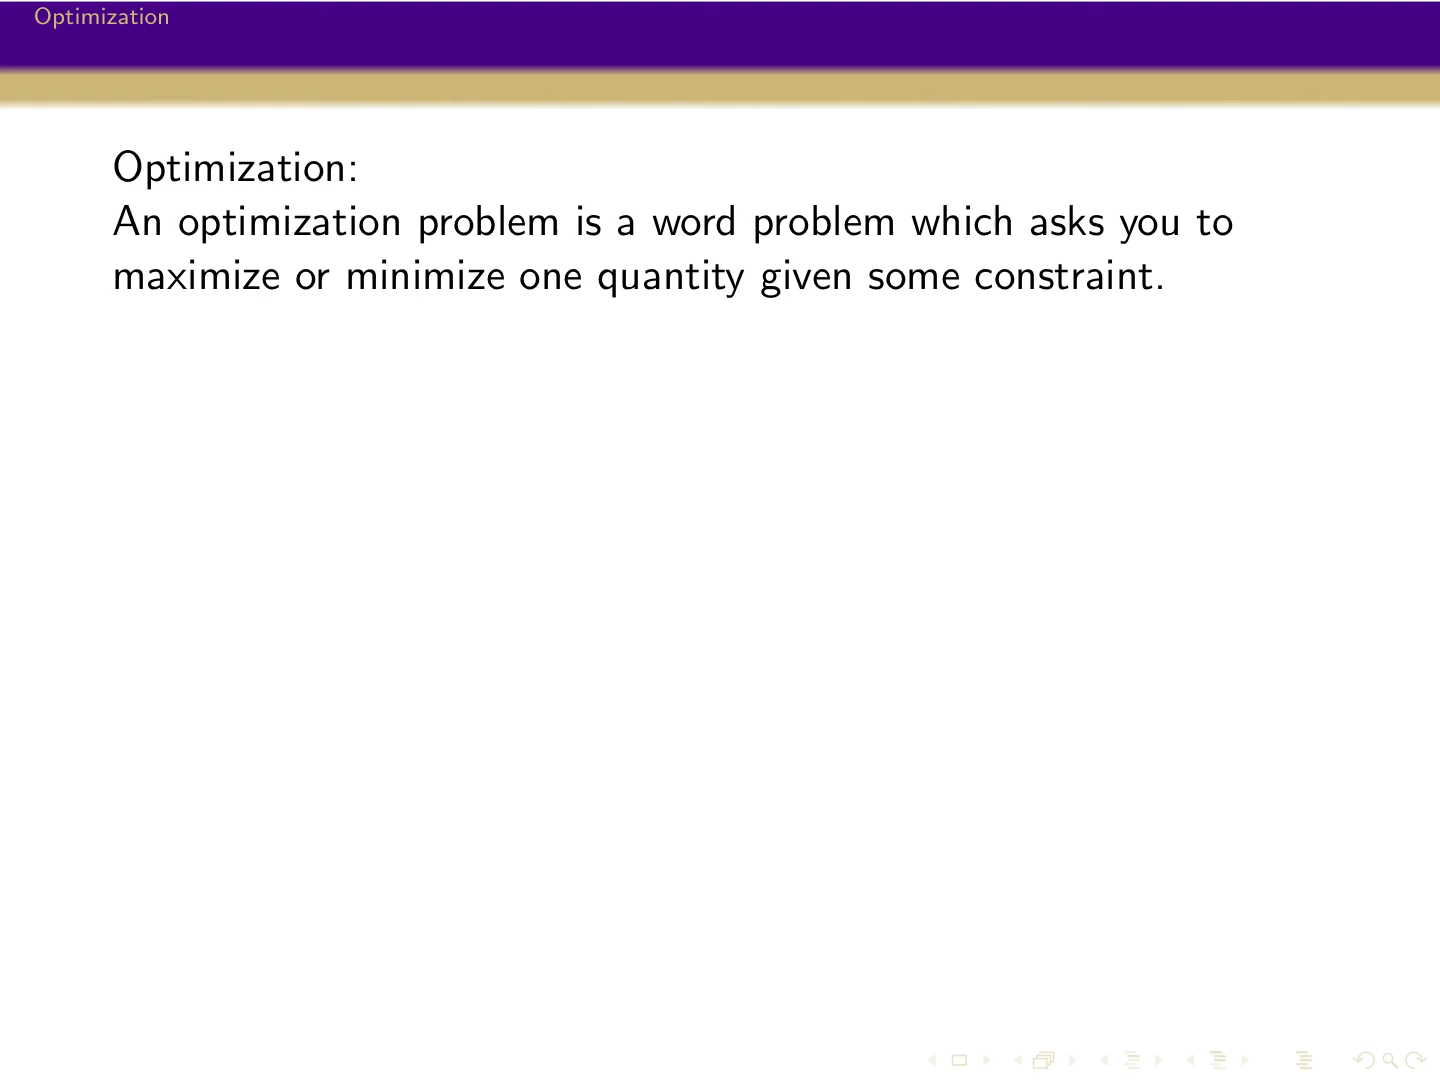 Optimization
Optimization:
An optimization problem is a word problem which asks you to
maximize or minimize one quantity given some constraint.